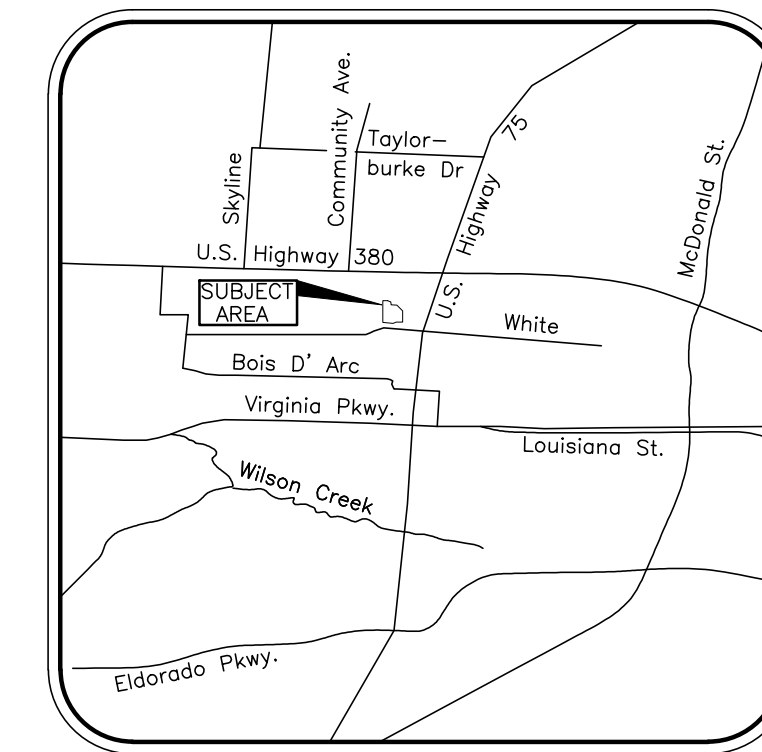 Community Ave.
Taylor-
burke Dr
Skyline
75
Highway
U.S.
McDonald St.
U.S. Highway 380
SUBJECT
AREA
White
Bois D' Arc
Virginia Pkwy.
Louisiana St.
Wilson Creek
Eldorado Pkwy.